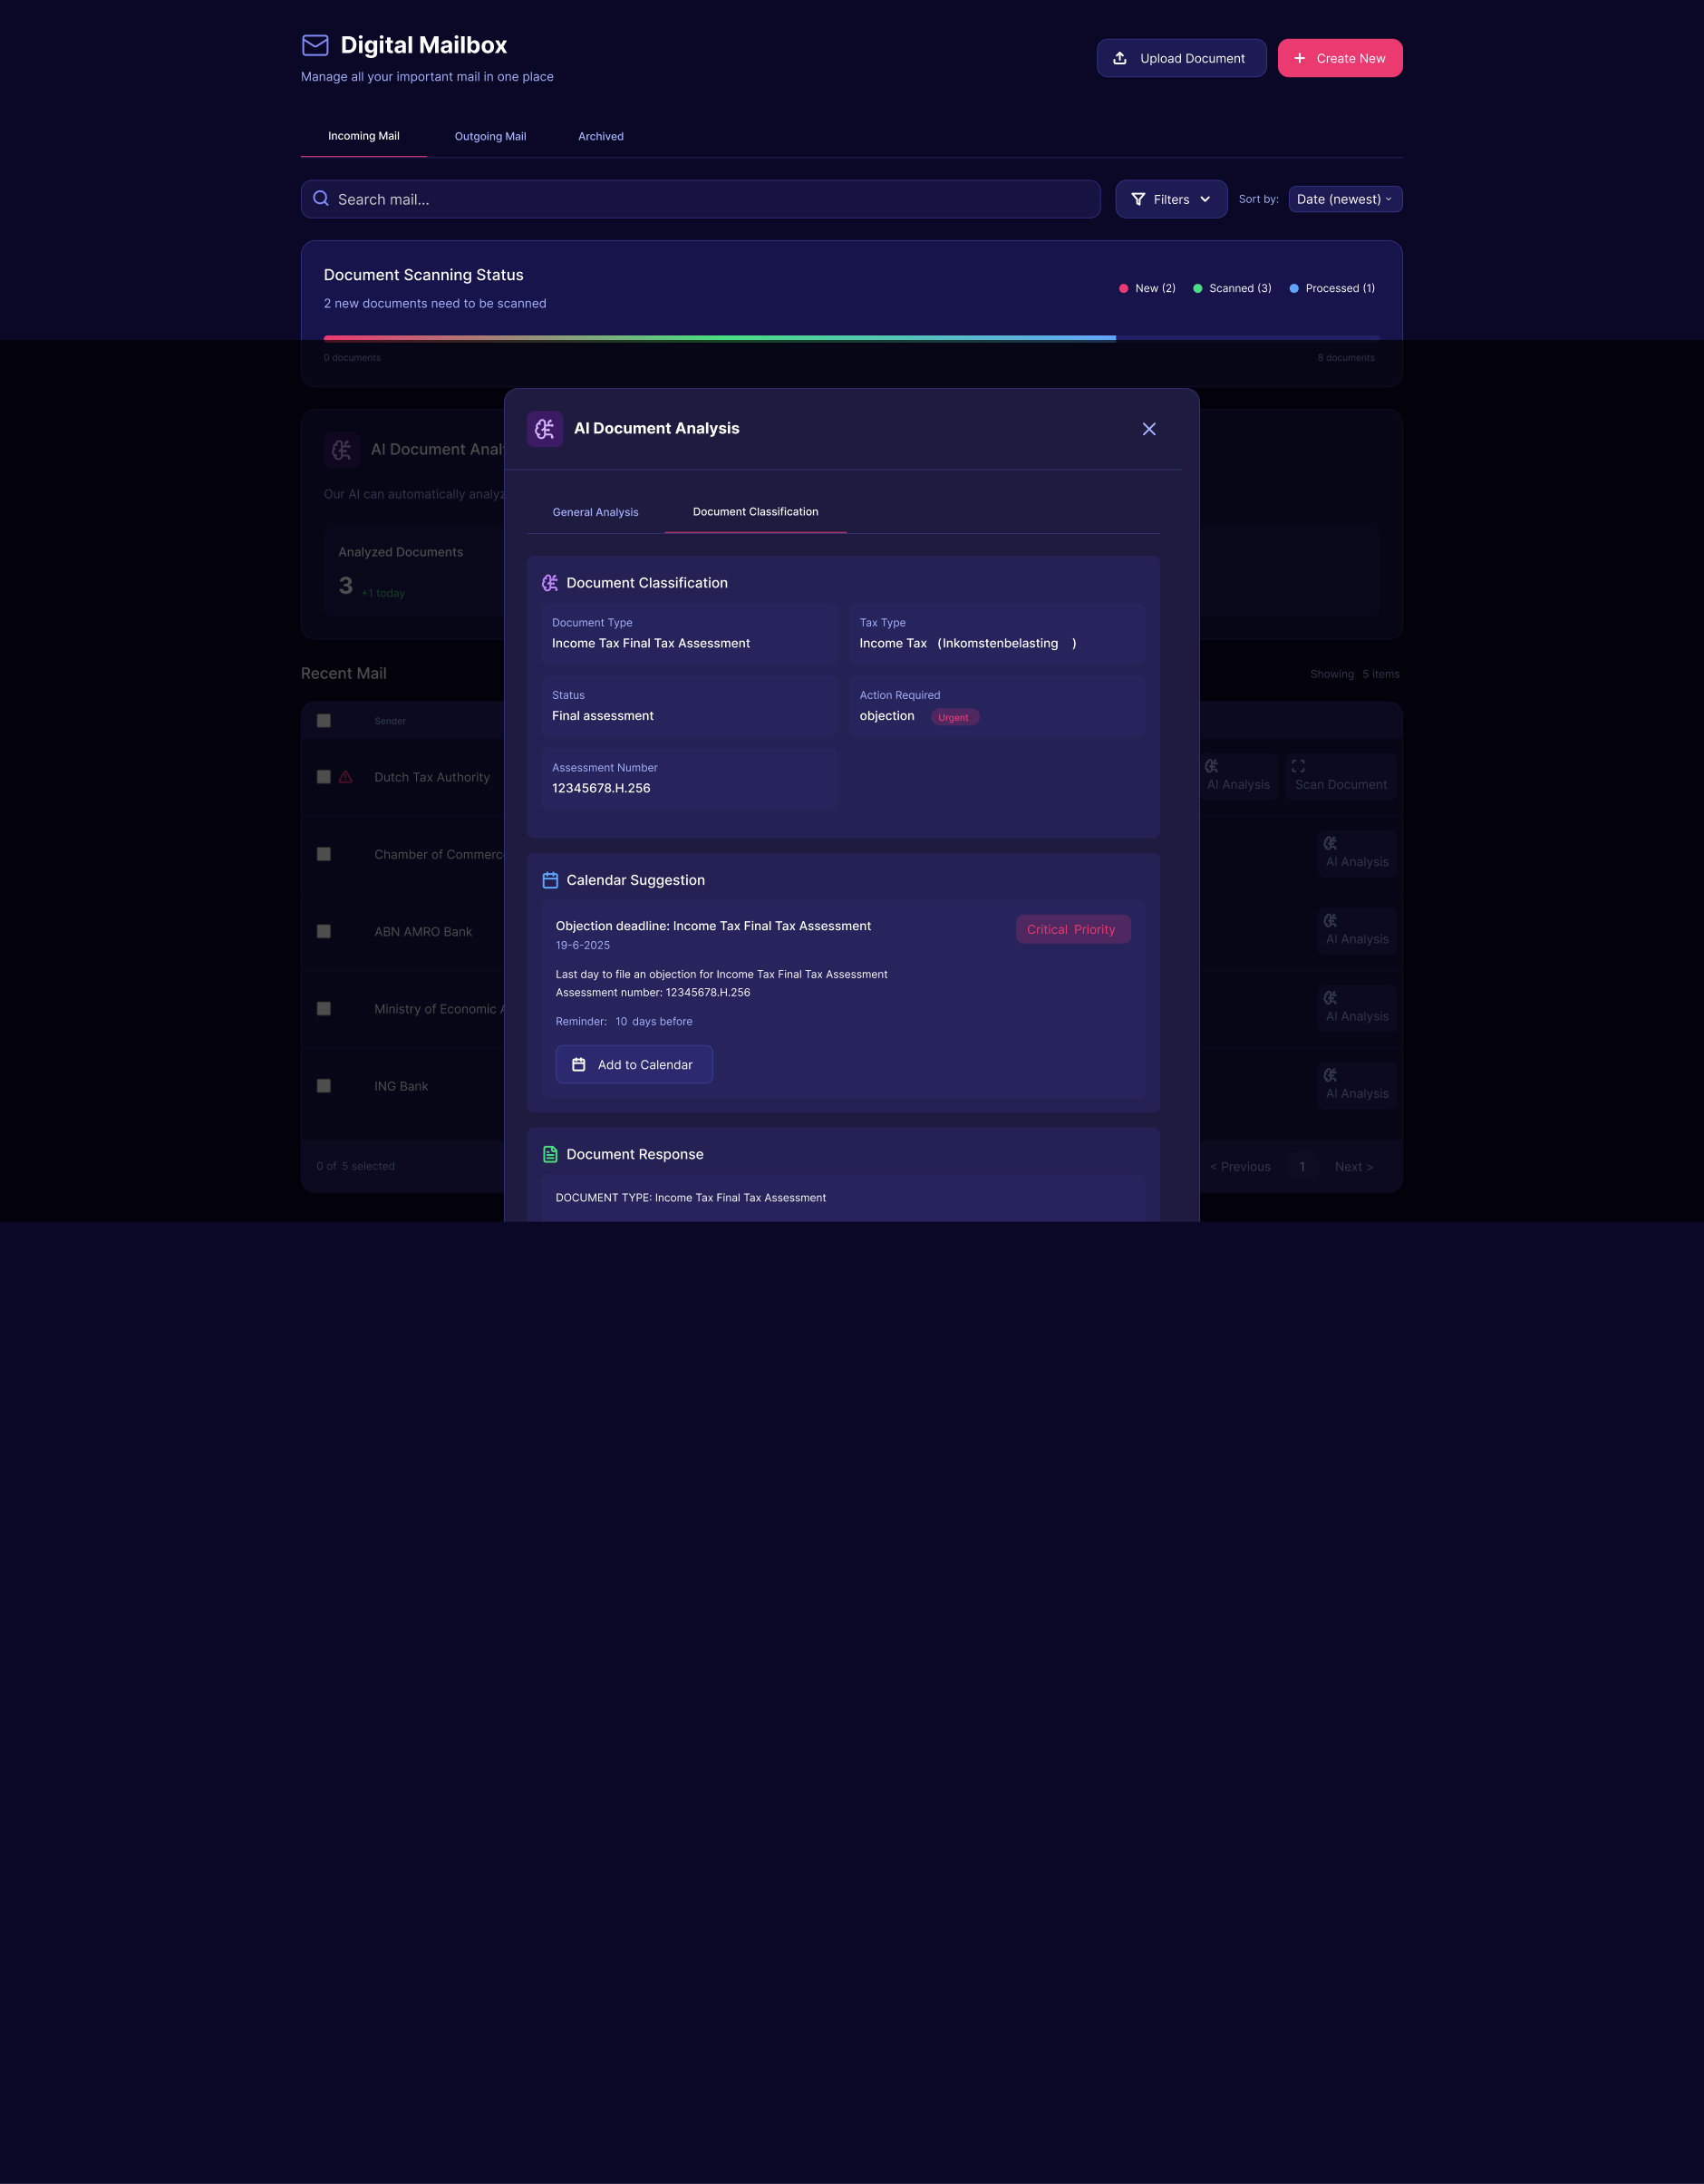 Digital Mailbox
Manage all your important mail in one place
Upload Document
Create New
Incoming Mail
Outgoing Mail
Archived
Search mail...
Filters
Sort by:
Date (newest)
Document Scanning Status
2 new documents need to be scanned
New (2)
Scanned (3)
Processed (1)
0 documents
8 documents
AI Document
Our AI can automatically
Analyzed Documents
3 +1 today
Recent Mail
Showing 5 items
Sender
Dutch Tax Authority
AI Analysis
Scan Document
Chamber of
AI Analysis
ABN AMRO Bank
AI Analysis
Ministry of Economic
AI Analysis
ING Bank
AI Analysis
0 of 5 selected
< Previous
1
Next >
AI Document Analysis
General Analysis
Document Classification
Document Classification
Document Type
Income Tax Final Tax Assessment
Tax Type
Income Tax (Inkomstenbelasting )
Status
Final assessment
Action Required
objection Urgent
Assessment Number
12345678.H.256
Calendar Suggestion
Objection deadline: Income Tax Final Tax Assessment
Critical Priority
19-6-2025
Last day to file an objection for Income Tax Final Tax Assessment
Assessment number: 12345678.H.256
Reminder: 10 days before
Add to Calendar
Document Response
DOCUMENT TYPE: Income Tax Final Tax Assessment